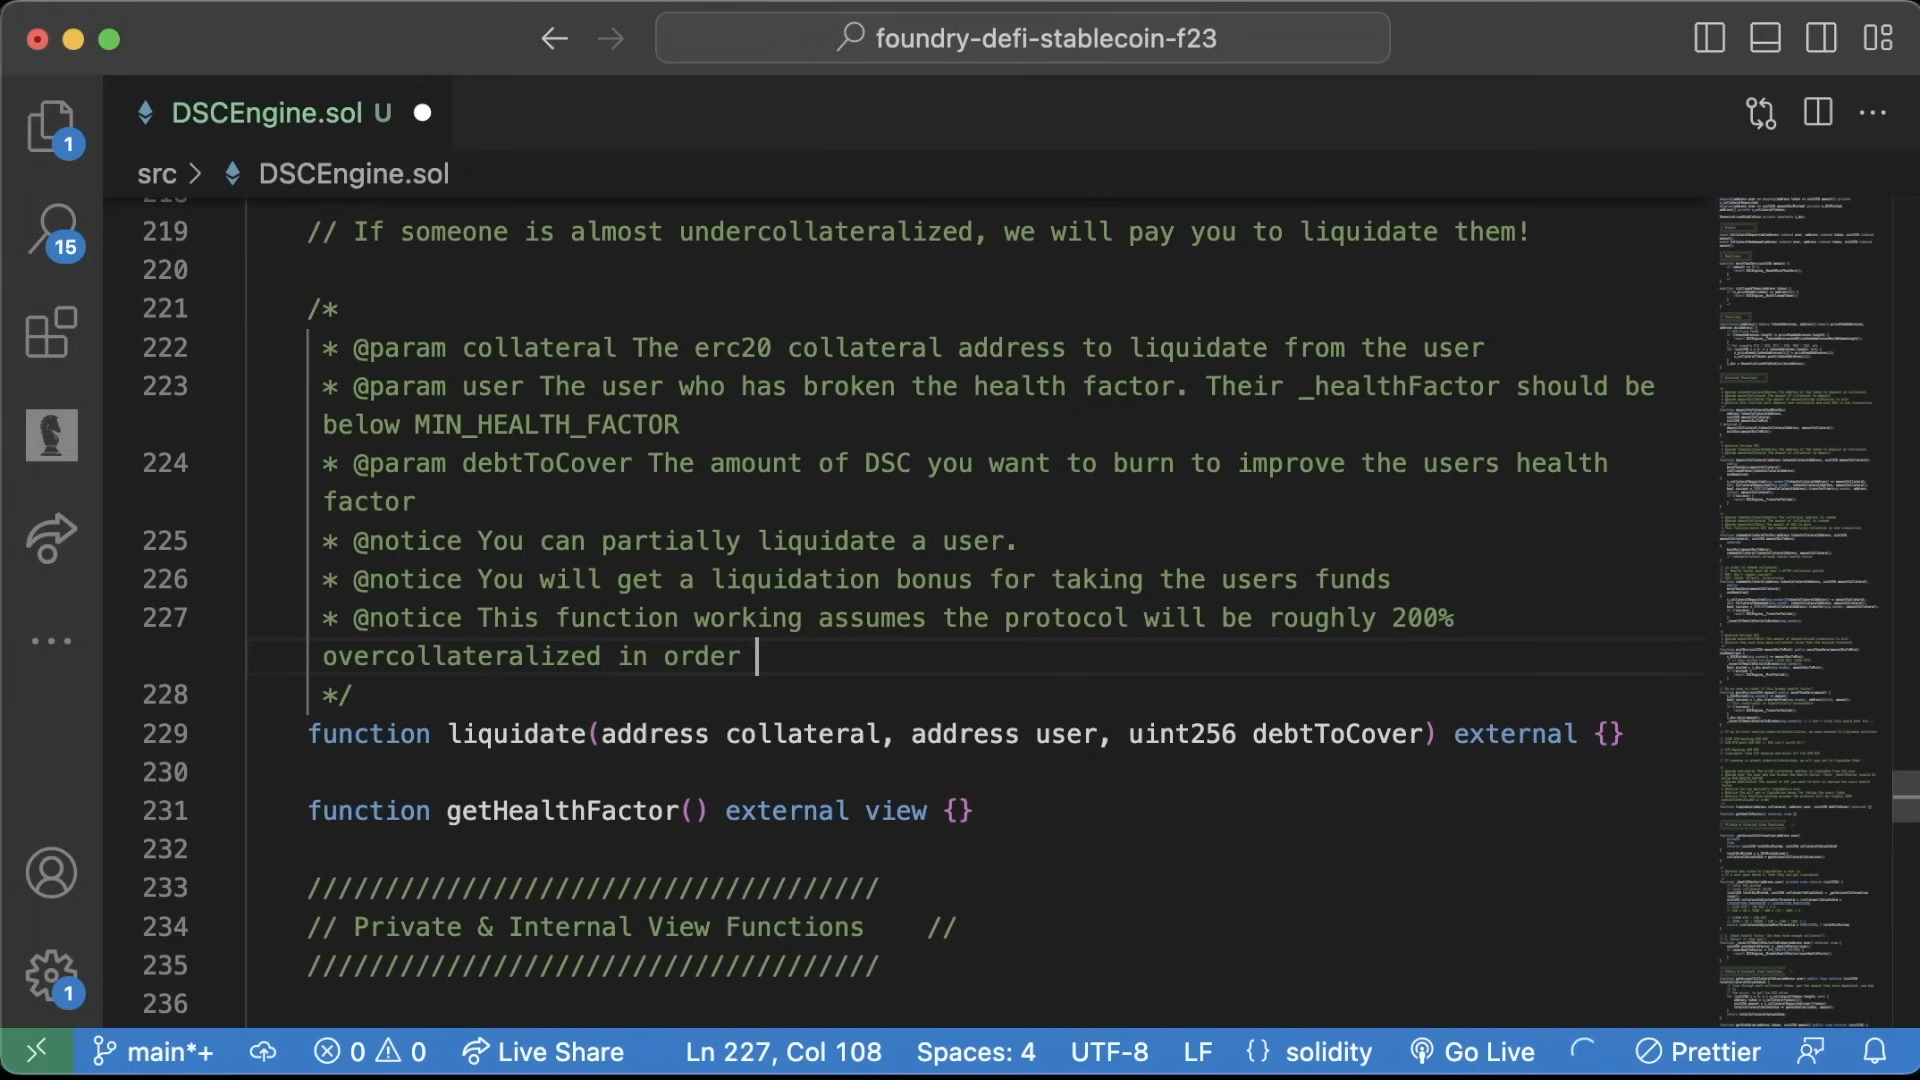 foundry-defi-stablecoin-f23
DSCEngine.sol U
1
src > DSCEngine.sol
15
219 // If someone is almost undercollateralized, we will pay you to liquidate them!
220
221 /*
222 * @param collateral The erc20 collateral address to liquidate from the user
223 * @param user The user who has broken the health factor. Their _healthFactor should be
below MIN_HEALTH_FACTOR
224 * @param debtToCover The amount of DSC you want to burn to improve the users health
factor
225 * @notice You can partially liquidate a user.
226 * @notice You will get a liquidation bonus for taking the users funds
227 * @notice This function working assumes the protocol will be roughly 200%
overcollateralized in order
228 */
229 function liquidate(address collateral, address user, uint256 debtToCover) external {}
230
231 function getHealthFactor() external view {}
232
233 /////////////////////////////////////
234 // Private & Internal View Functions //
235 /////////////////////////////////////
236
1
main*+ 0 0 Live Share Ln 227, Col 108 Spaces: 4 UTF-8 LF {} solidity Go Live Prettier